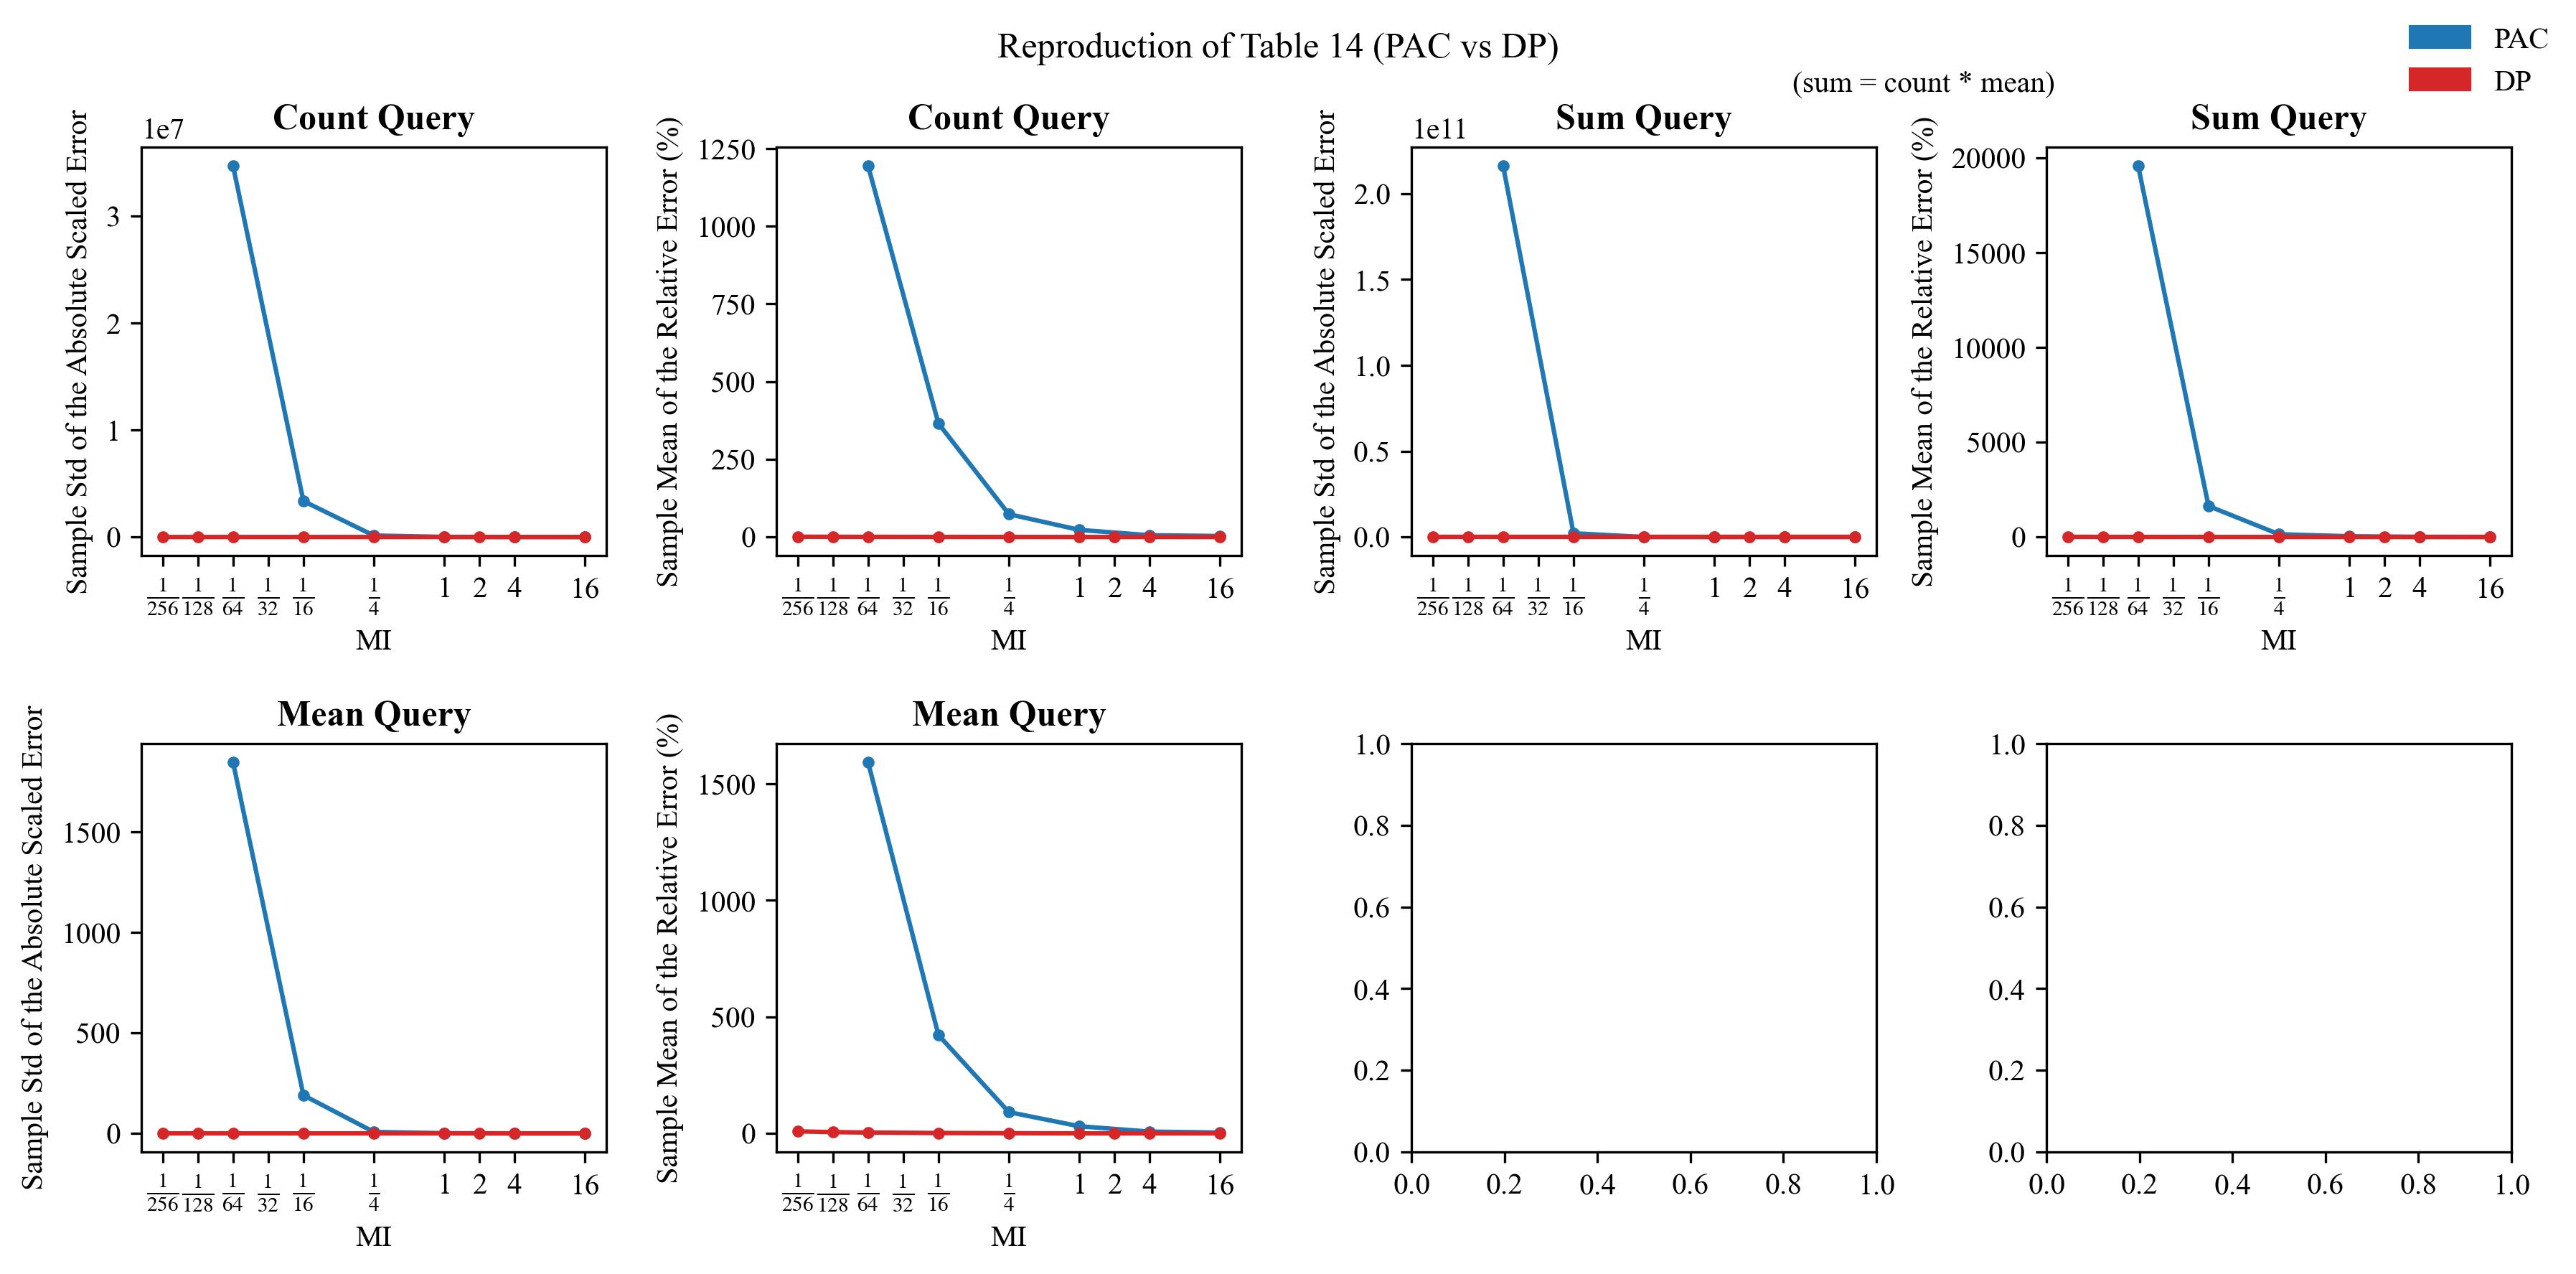 Reproduction of Table 14 (PAC vs DP)
PAC
DP
(sum = count * mean)
Count Query
1e7
Sample Std of the Absolute Scaled Error
3
2
1
0
1/256 1/128 1/64 1/32 1/16 1/4 1 2 4 16
MI
Count Query
Sample Mean of the Relative Error (%)
1250
1000
750
500
250
0
1/256 1/128 1/64 1/32 1/16 1/4 1 2 4 16
MI
Sum Query
1e11
Sample Std of the Absolute Scaled Error
2.0
1.5
1.0
0.5
0.0
1/256 1/128 1/64 1/32 1/16 1/4 1 2 4 16
MI
Sum Query
Sample Mean of the Relative Error (%)
20000
15000
10000
5000
0
1/256 1/128 1/64 1/32 1/16 1/4 1 2 4 16
MI
Mean Query
Sample Std of the Absolute Scaled Error
1500
1000
500
0
1/256 1/128 1/64 1/32 1/16 1/4 1 2 4 16
MI
Mean Query
Sample Mean of the Relative Error (%)
1500
1000
500
0
1/256 1/128 1/64 1/32 1/16 1/4 1 2 4 16
MI
1.0
0.8
0.6
0.4
0.2
0.0
0.0 0.2 0.4 0.6 0.8 1.0
1.0
0.8
0.6
0.4
0.2
0.0
0.0 0.2 0.4 0.6 0.8 1.0